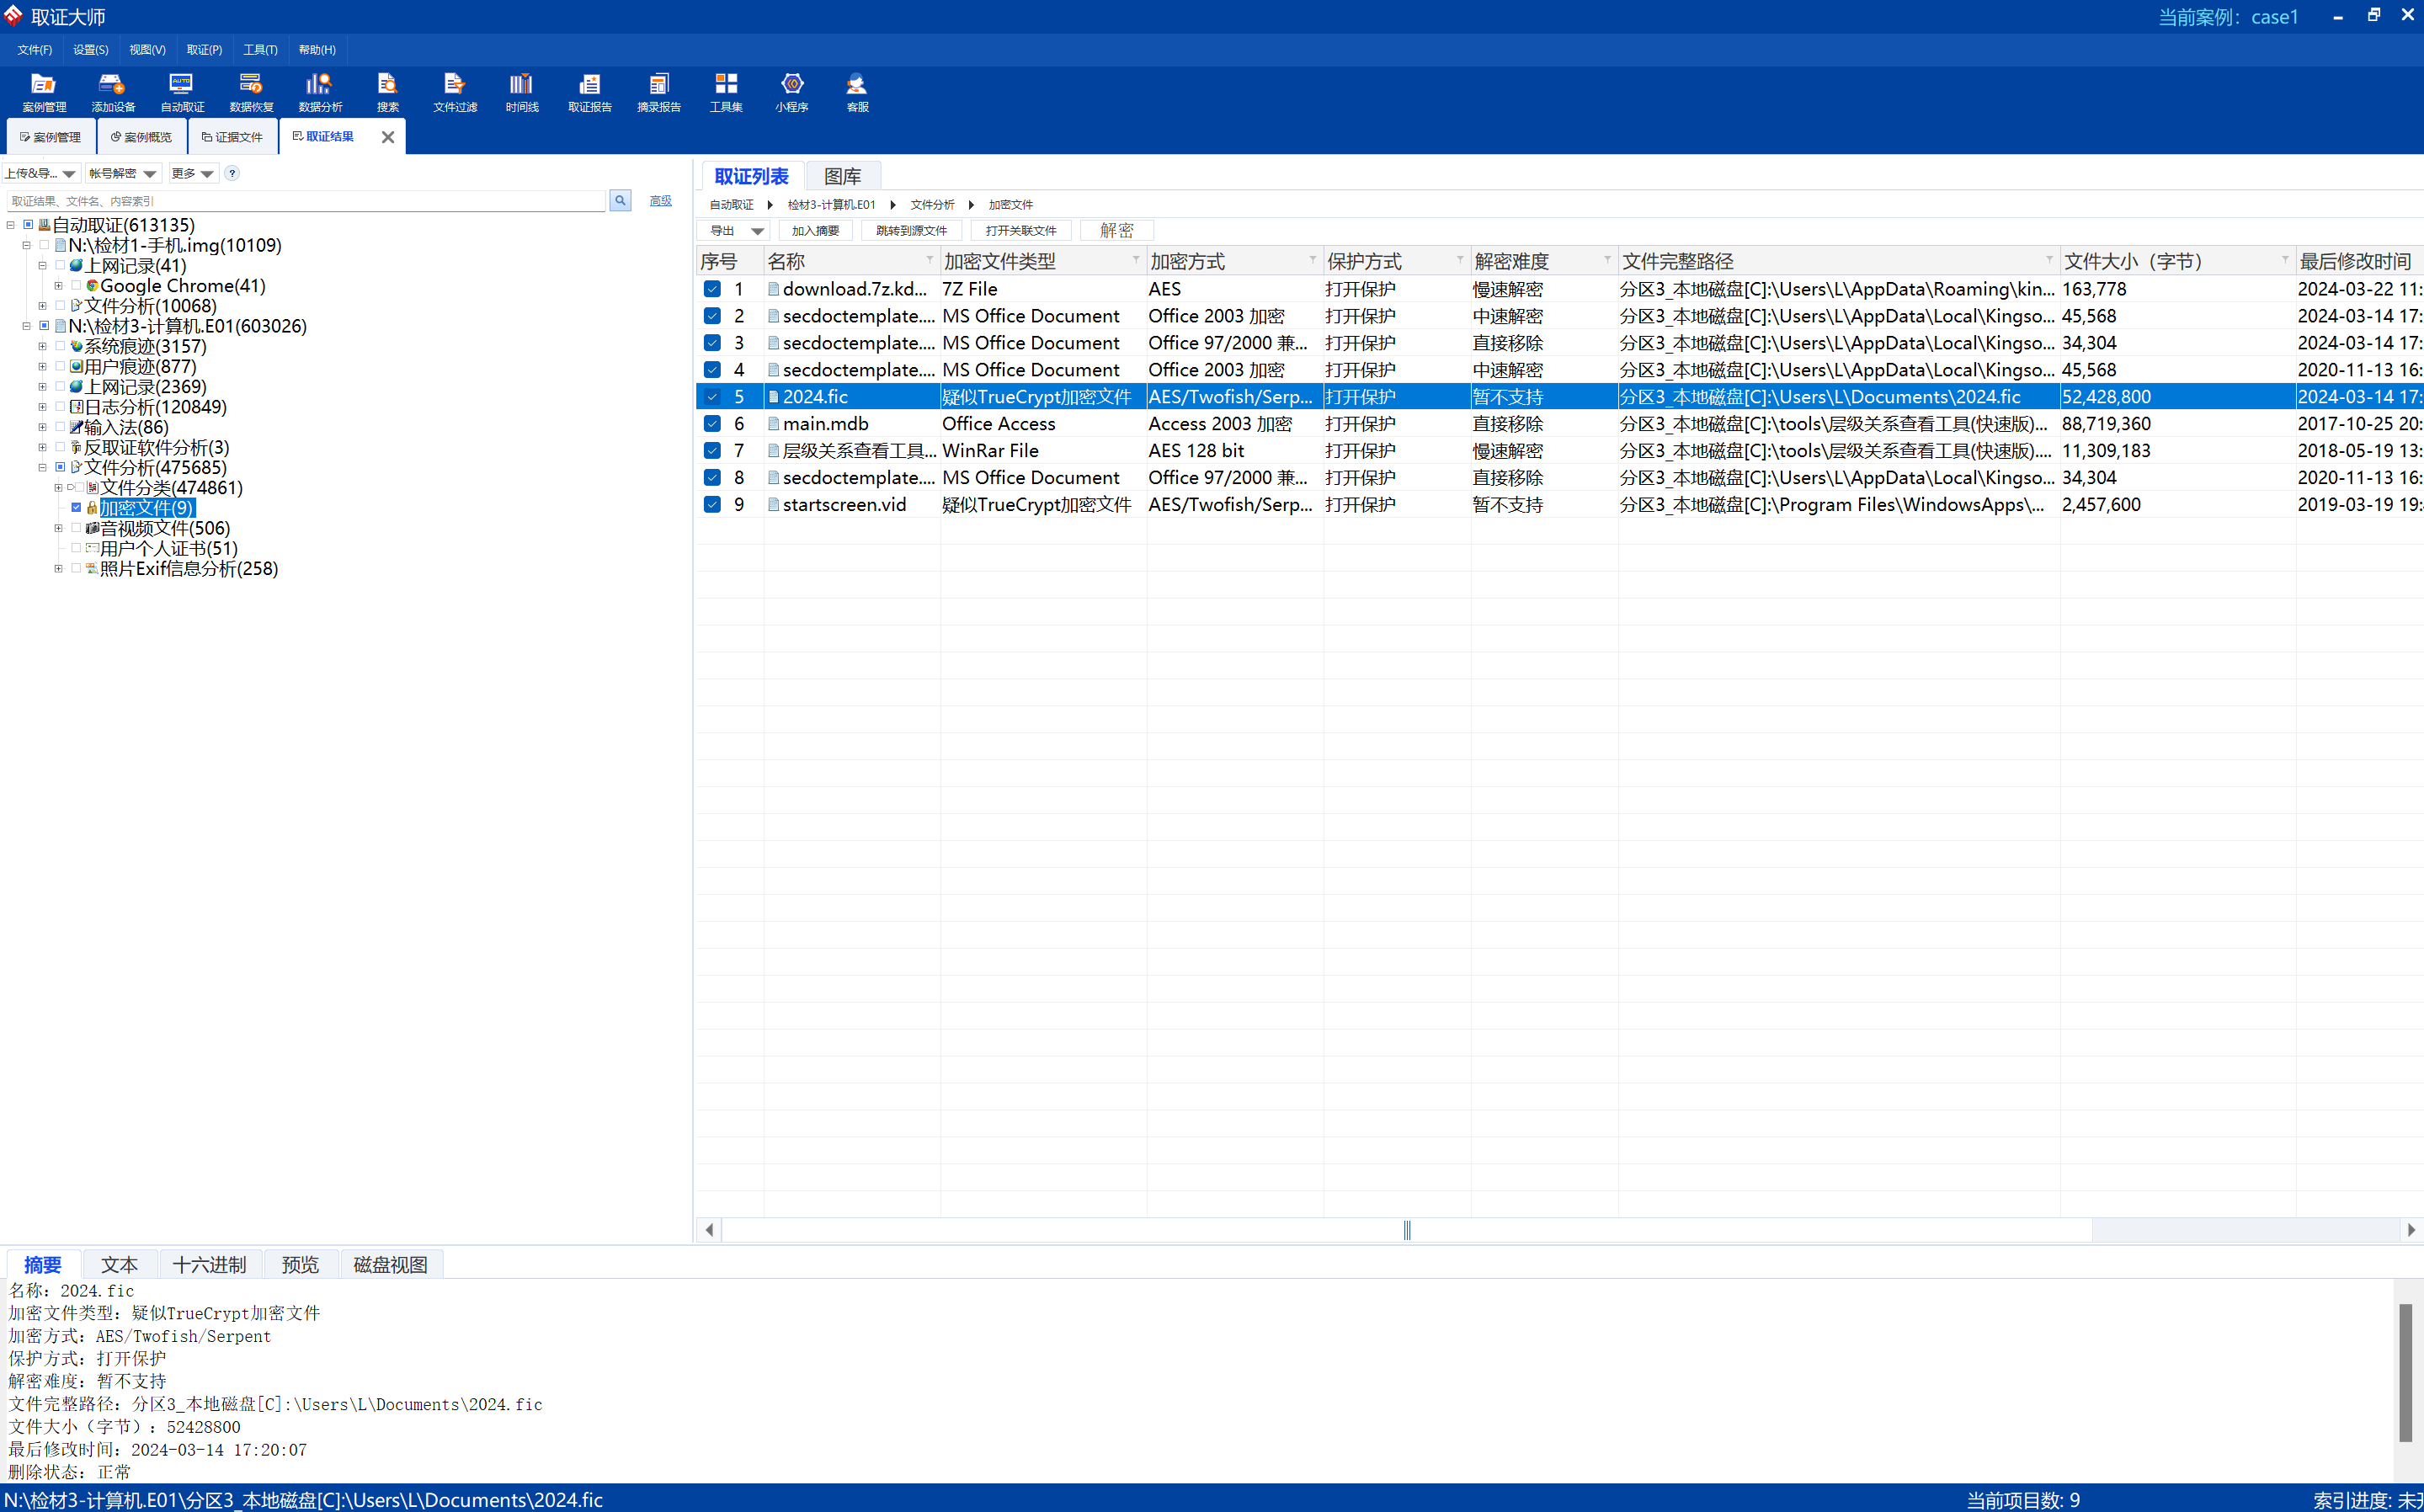 取证大师
当前案例：case1
文件(F) 设置(S) 视图(V) 取证(P) 工具(T) 帮助(H)
案例管理 添加设备 自动取证 数据恢复 数据分析 搜索 文件过滤 时间线 取证报告 摘录报告 工具集 小程序 客服
案例管理 案例概览 证据文件 取证结果
上传&导... 帐号解密 更多 ?
取证结果、文件名、内容索引 高级
自动取证(613135)
N:\检材1-手机.img(10109)
上网记录(41)
Google Chrome(41)
文件分析(10068)
N:\检材3-计算机.E01(603026)
系统痕迹(3157)
用户痕迹(877)
上网记录(2369)
日志分析(120849)
输入法(86)
反取证软件分析(3)
文件分析(475685)
文件分类(474861)
加密文件(9)
音视频文件(506)
用户个人证书(51)
照片Exif信息分析(258)
取证列表 图库
自动取证 检材3-计算机.E01 文件分析 加密文件
导出 加入摘要 跳转到源文件 打开关联文件 解密
序号 名称 加密文件类型 加密方式 保护方式 解密难度 文件完整路径 文件大小（字节） 最后修改时间
1 download.7z.kd... 7Z File AES 打开保护 慢速解密 分区3_本地磁盘[C]:\Users\L\AppData\Roaming\kin... 163,778 2024-03-22 11:
2 secdoctemplate.... MS Office Document Office 2003 加密 打开保护 中速解密 分区3_本地磁盘[C]:\Users\L\AppData\Local\Kingso... 45,568 2024-03-14 17:
3 secdoctemplate.... MS Office Document Office 97/2000 兼... 打开保护 直接移除 分区3_本地磁盘[C]:\Users\L\AppData\Local\Kingso... 34,304 2024-03-14 17:
4 secdoctemplate.... MS Office Document Office 2003 加密 打开保护 中速解密 分区3_本地磁盘[C]:\Users\L\AppData\Local\Kingso... 45,568 2020-11-13 16:
5 2024.fic 疑似TrueCrypt加密文件 AES/Twofish/Serp... 打开保护 暂不支持 分区3_本地磁盘[C]:\Users\L\Documents\2024.fic 52,428,800 2024-03-14 17:
6 main.mdb Office Access Access 2003 加密 打开保护 直接移除 分区3_本地磁盘[C]:\tools\层级关系查看工具(快速版)... 88,719,360 2017-10-25 20:
7 层级关系查看工具... WinRar File AES 128 bit 打开保护 慢速解密 分区3_本地磁盘[C]:\tools\层级关系查看工具(快速版).... 11,309,183 2018-05-19 13:
8 secdoctemplate.... MS Office Document Office 97/2000 兼... 打开保护 直接移除 分区3_本地磁盘[C]:\Users\L\AppData\Local\Kingso... 34,304 2020-11-13 16:
9 startscreen.vid 疑似TrueCrypt加密文件 AES/Twofish/Serp... 打开保护 暂不支持 分区3_本地磁盘[C]:\Program Files\WindowsApps\... 2,457,600 2019-03-19 19:
摘要 文本 十六进制 预览 磁盘视图
名称：2024.fic
加密文件类型：疑似TrueCrypt加密文件
加密方式：AES/Twofish/Serpent
保护方式：打开保护
解密难度：暂不支持
文件完整路径：分区3_本地磁盘[C]:\Users\L\Documents\2024.fic
文件大小（字节）：52428800
最后修改时间：2024-03-14 17:20:07
删除状态：正常
N:\检材3-计算机.E01\分区3_本地磁盘[C]:\Users\L\Documents\2024.fic 当前项目数: 9 索引进度: 未